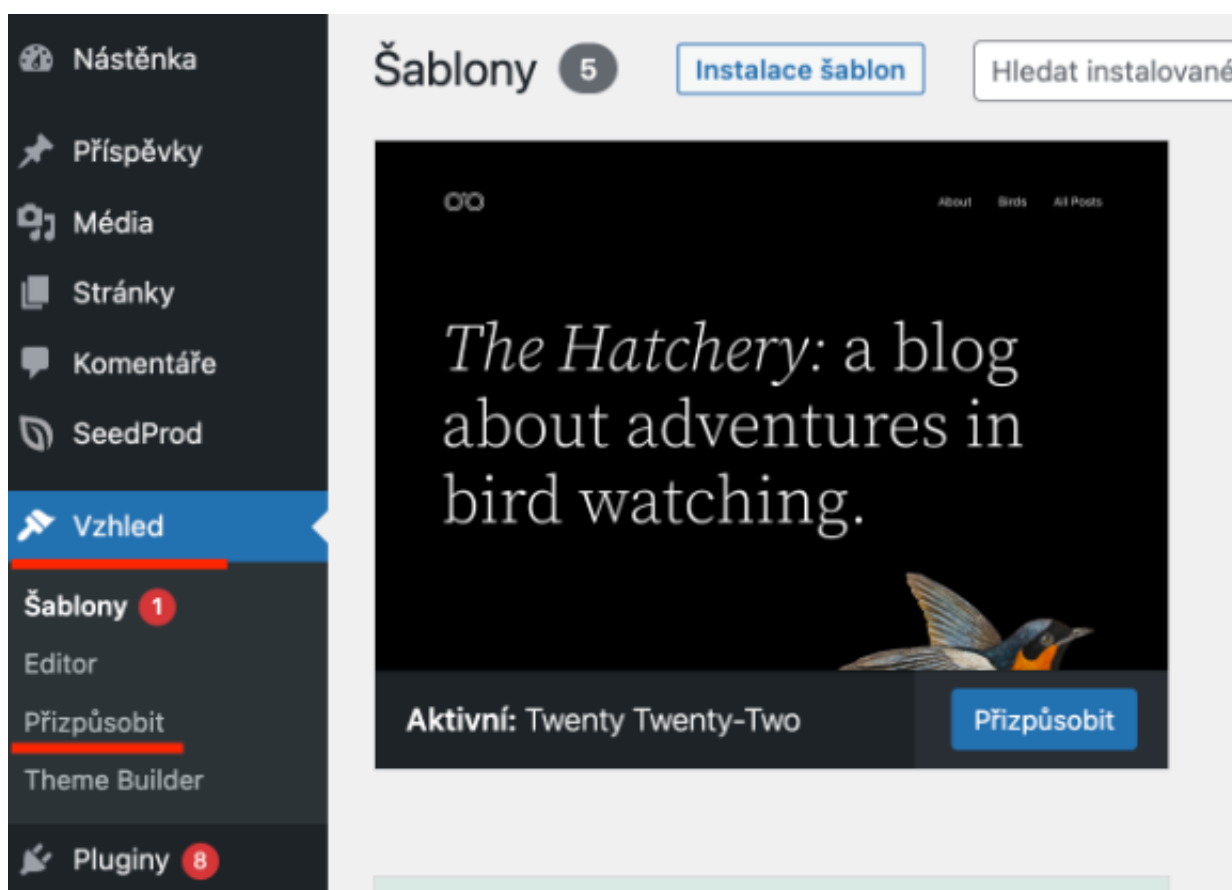 Nástěnka
Příspěvky
Média
Stránky
Komentáře
SeedProd
Vzhled
Šablony 1
Editor
Přizpůsobit
Theme Builder
Pluginy 8
Šablony 5 Instalace šablon Hledat instalované
About Birds All Posts
The Hatchery: a blog
about adventures in
bird watching.
Aktivní: Twenty Twenty-Two Přizpůsobit